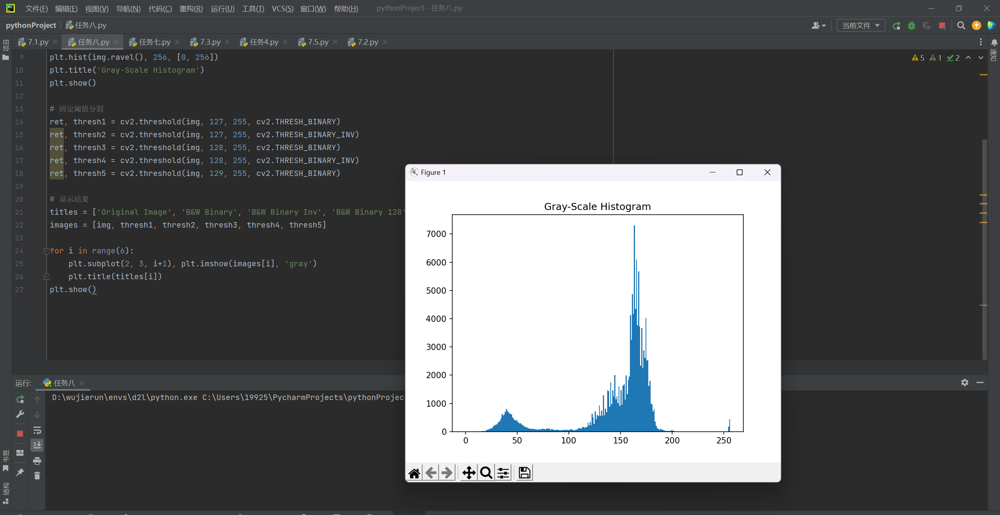 文件(F) 编辑(E) 视图(V) 导航(N) 代码(C) 重构(R) 运行(U) 工具(T) VCS(S) 窗口(W) 帮助(H) pythonProject - 任务八.py
pythonProject 任务八.py
当前文件
7.1.py 任务八.py 任务七.py 7.3.py 任务4.py 7.5.py 7.2.py
项目
通知
5 1 2
9 plt.hist(img.ravel(), 256, [0, 256])
10 plt.title('Gray-Scale Histogram')
11 plt.show()
12
13 # 固定阈值分割
14 ret, thresh1 = cv2.threshold(img, 127, 255, cv2.THRESH_BINARY)
15 ret, thresh2 = cv2.threshold(img, 127, 255, cv2.THRESH_BINARY_INV)
16 ret, thresh3 = cv2.threshold(img, 128, 255, cv2.THRESH_BINARY)
17 ret, thresh4 = cv2.threshold(img, 128, 255, cv2.THRESH_BINARY_INV)
18 ret, thresh5 = cv2.threshold(img, 129, 255, cv2.THRESH_BINARY)
19
20 # 显示结果
21 titles = ['Original Image', 'B&W Binary', 'B&W Binary Inv', 'B&W Binary 128'
22 images = [img, thresh1, thresh2, thresh3, thresh4, thresh5]
23
24 for i in range(6):
25 plt.subplot(2, 3, i+1), plt.imshow(images[i], 'gray')
26 plt.title(titles[i])
27 plt.show()
Figure 1
Gray-Scale Histogram
7000
6000
5000
4000
3000
2000
1000
0
0 50 100 150 200 250
运行: 任务八
D:\wujierun\envs\d2l\python.exe C:\Users\19925\PycharmProjects\pythonProjec
书签
结构